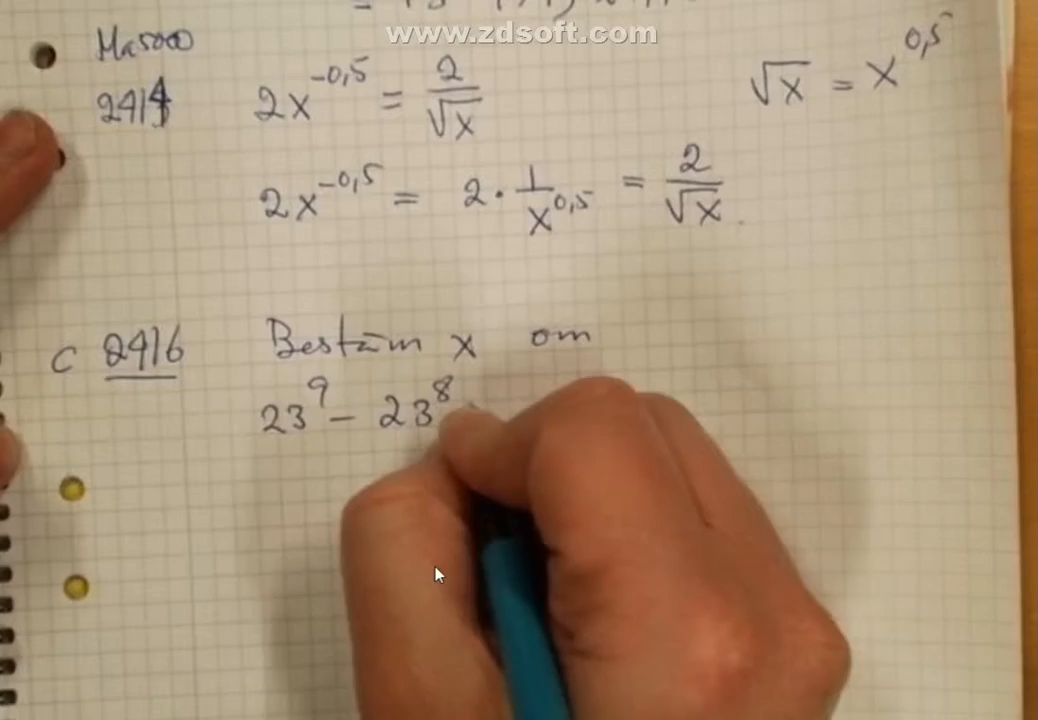 www.zdsoft.com
Ma5000
2414 2x^-0,5 = 2/√x √x = x^0,5
2x^-0,5 = 2 · 1/x^0,5 = 2/√x
C 2416 Bestäm x om
23^9 - 23^8